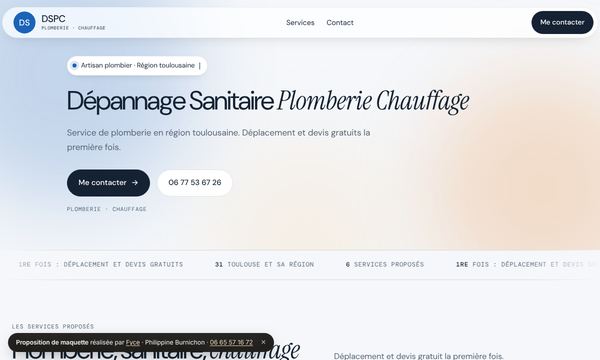 DS
DSPC
PLOMBERIE · CHAUFFAGE
Services
Contact
Me contacter
Artisan plombier · Région toulousaine |
Dépannage Sanitaire Plomberie Chauffage
Service de plomberie en région toulousaine. Déplacement et devis gratuits la
première fois.
Me contacter →
06 77 53 67 26
PLOMBERIE · CHAUFFAGE
1RE FOIS : DÉPLACEMENT ET DEVIS GRATUITS
31 TOULOUSE ET SA RÉGION
6 SERVICES PROPOSÉS
1RE FOIS : DÉPLACEMENT ET DEVIS
LES SERVICES PROPOSÉS
Plomberie, sanitaire, chauffage
Déplacement et devis gratuits la première fois.
Proposition de maquette réalisée par Fyce · Philippine Burnichon · 06 65 57 16 72 ×